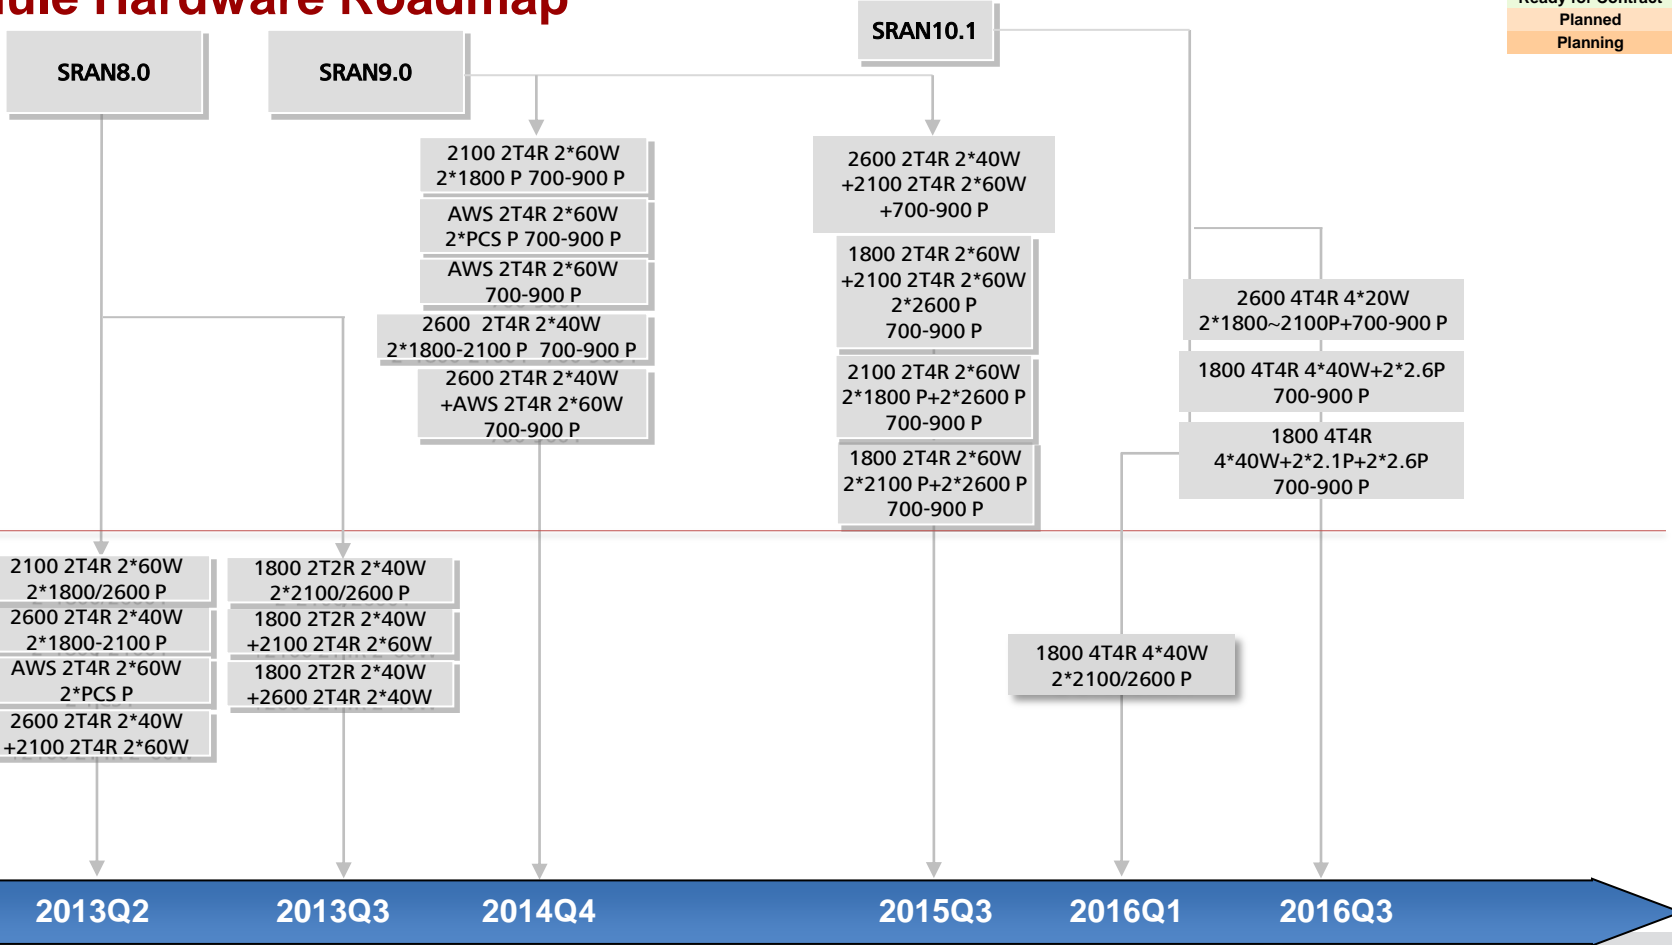 Hardware Roadmap
Ready for Contract
Planned
Planning
SRAN8.0
SRAN9.0
SRAN10.1
2100 2T4R 2*60W
2*1800 P 700-900 P
AWS 2T4R 2*60W
2*PCS P 700-900 P
AWS 2T4R 2*60W
700-900 P
2600 2T4R 2*40W
2*1800-2100 P 700-900 P
2600 2T4R 2*40W
+AWS 2T4R 2*60W
700-900 P
2600 2T4R 2*40W
+2100 2T4R 2*60W
+700-900 P
1800 2T4R 2*60W
+2100 2T4R 2*60W
2*2600 P
700-900 P
2100 2T4R 2*60W
2*1800 P+2*2600 P
700-900 P
1800 2T4R 2*60W
2*2100 P+2*2600 P
700-900 P
2600 4T4R 4*20W
2*1800~2100P+700-900 P
1800 4T4R 4*40W+2*2.6P
700-900 P
1800 4T4R
4*40W+2*2.1P+2*2.6P
700-900 P
2100 2T4R 2*60W
2*1800/2600 P
2600 2T4R 2*40W
2*1800-2100 P
AWS 2T4R 2*60W
2*PCS P
2600 2T4R 2*40W
+2100 2T4R 2*60W
1800 2T2R 2*40W
2*2100/2600 P
1800 2T2R 2*40W
+2100 2T4R 2*60W
1800 2T2R 2*40W
+2600 2T4R 2*40W
1800 4T4R 4*40W
2*2100/2600 P
2013Q2
2013Q3
2014Q4
2015Q3
2016Q1
2016Q3